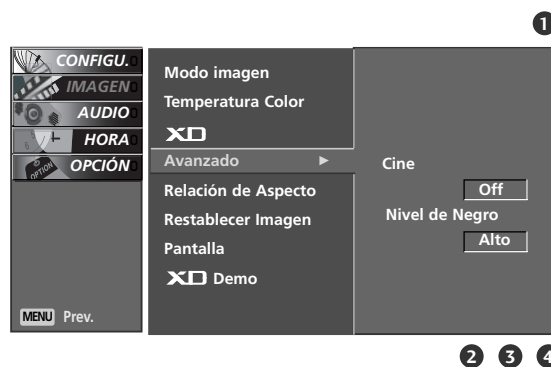 1
CONFIGU.
IMAGEN
AUDIO
HORA
OPCIÓN
MENU Prev.
Modo imagen
Temperatura Color
XD
Avanzado ►
Relación de Aspecto
Restablecer Imagen
Pantalla
XD Demo
Cine
Off
Nivel de Negro
Alto
2 3 4